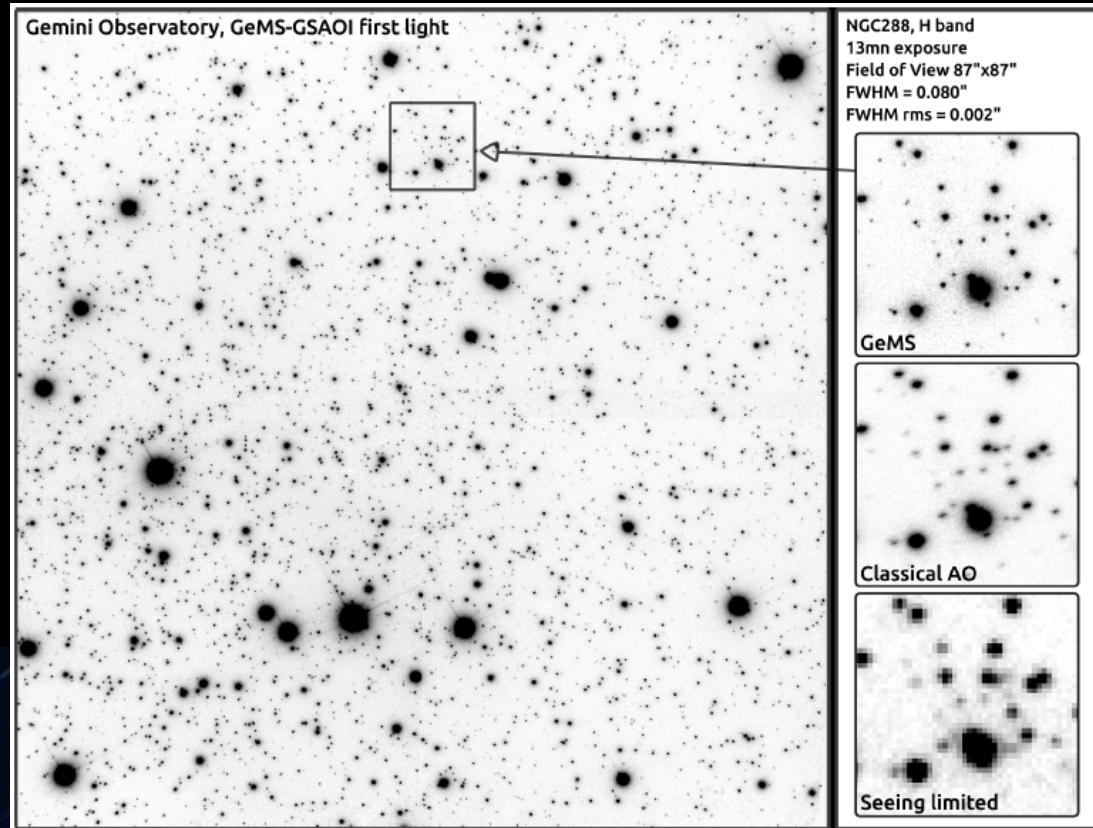 Gemini Observatory, GeMS-GSAOI first light
NGC288, H band
13mn exposure
Field of View 87"x87"
FWHM = 0.080"
FWHM rms = 0.002"
GeMS
Classical AO
Seeing limited